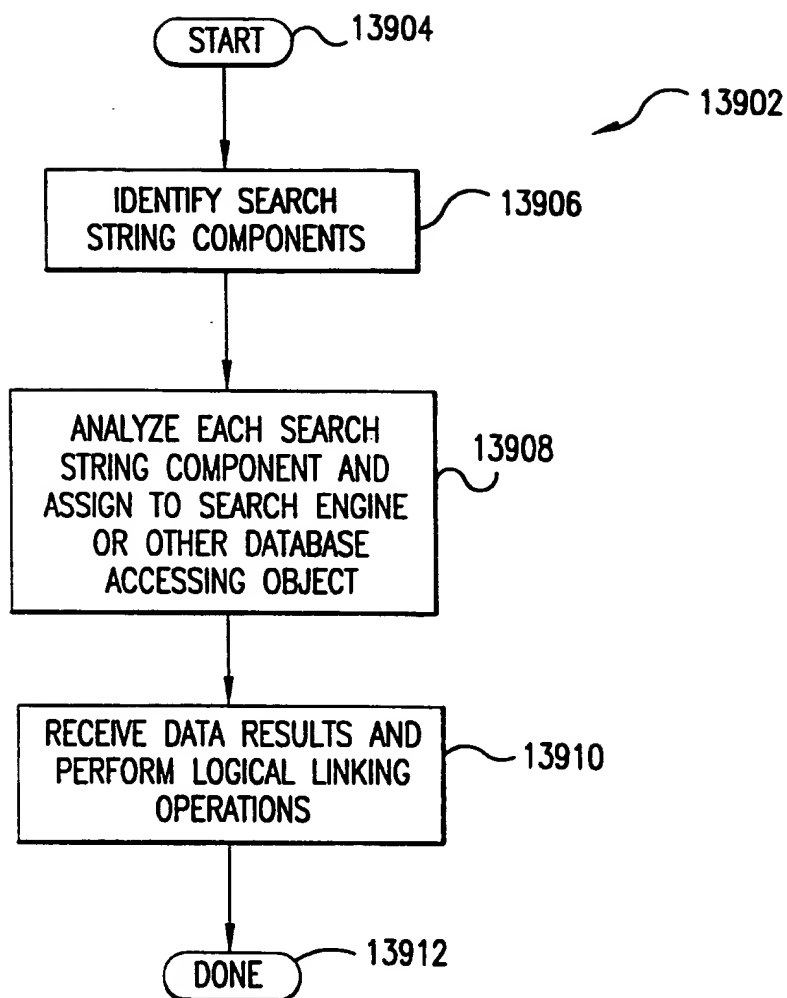 START
13904
13902
IDENTIFY SEARCH
STRING COMPONENTS
13906
ANALYZE EACH SEARCH
STRING COMPONENT AND
ASSIGN TO SEARCH ENGINE
OR OTHER DATABASE
ACCESSING OBJECT
13908
RECEIVE DATA RESULTS AND
PERFORM LOGICAL LINKING
OPERATIONS
13910
DONE
13912